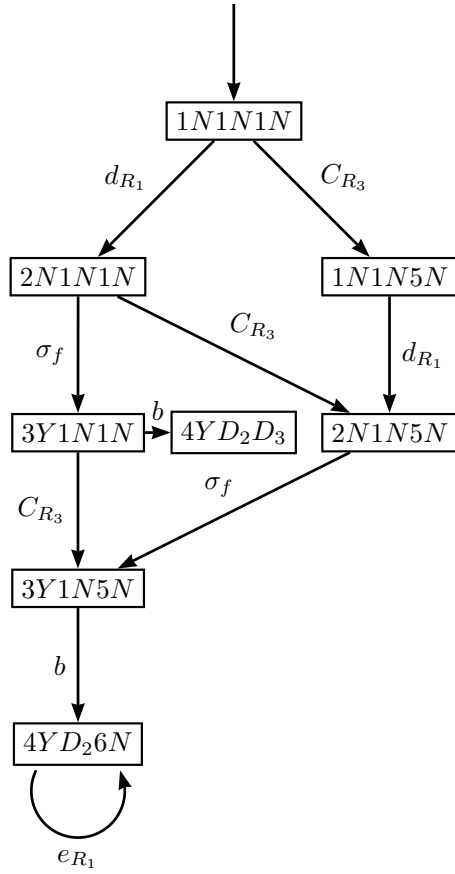 1N1N1N
d_{R_1} C_{R_3}
2N1N1N 1N1N5N
C_{R_3}
σ_f d_{R_1}
b
3Y1N1N 4YD_2D_3 2N1N5N
σ_f
C_{R_3}
3Y1N5N
b
4YD_26N
e_{R_1}